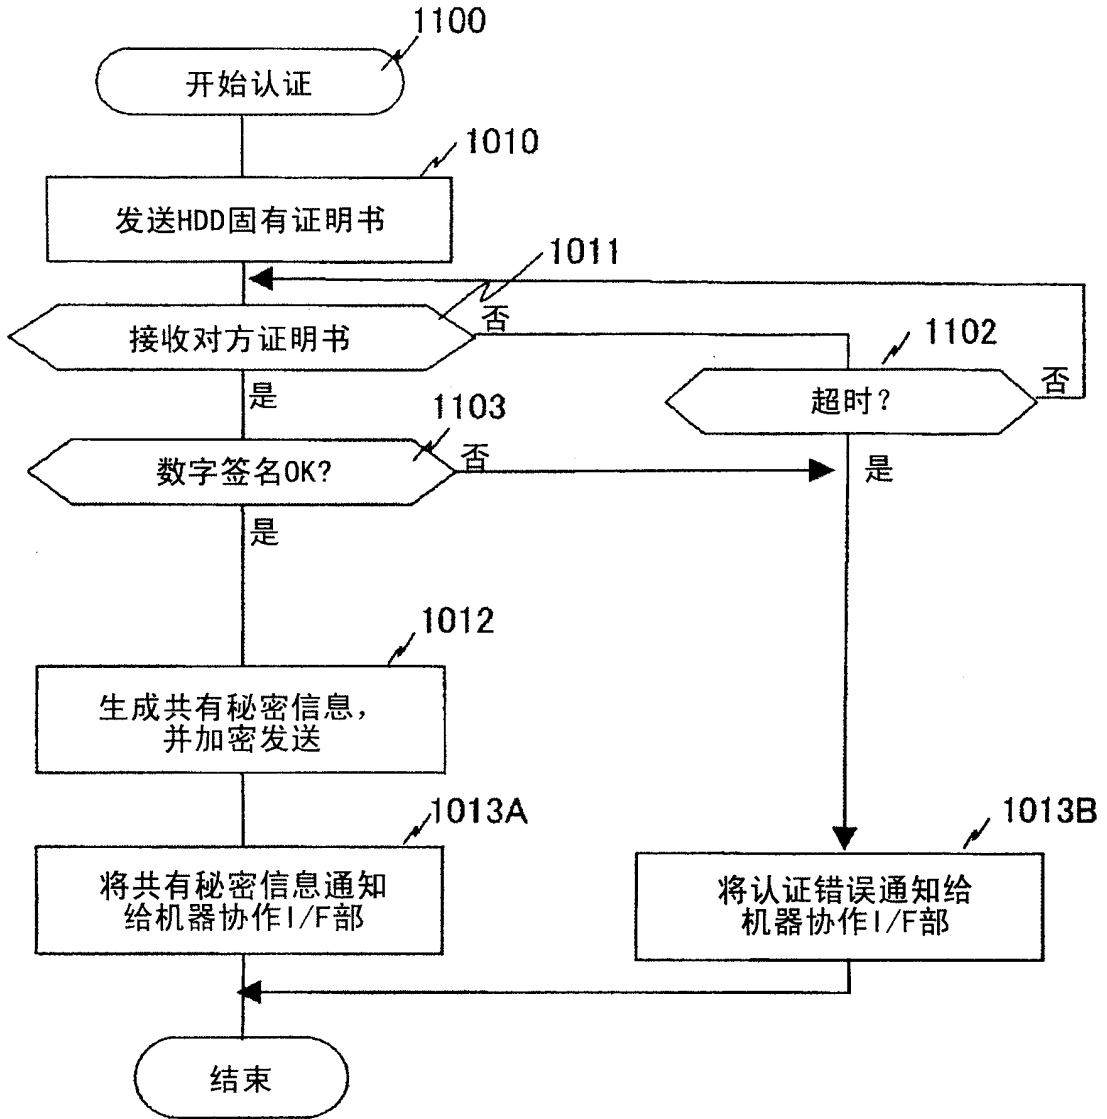 1100
开始认证
1010
发送HDD固有证明书
1011
接收对方证明书
否
1102
超时？
否
是
1103
数字签名OK?
否
是
是
1012
生成共有秘密信息，
并加密发送
1013A
将共有秘密信息通知
给机器协作I/F部
1013B
将认证错误通知给
机器协作I/F部
结束